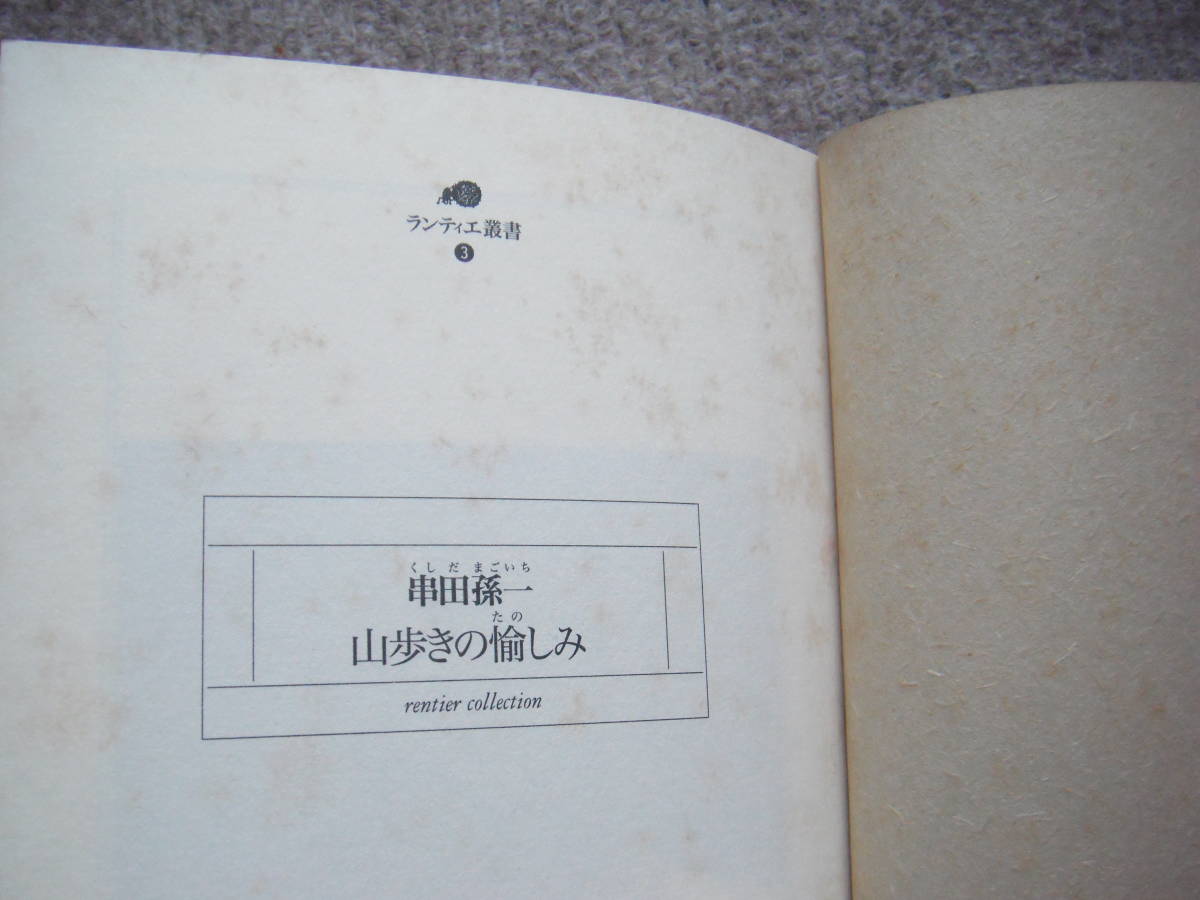 ランティエ叢書
3
くしだ まごいち
串田孫一
たの
山歩きの愉しみ
rentier collection